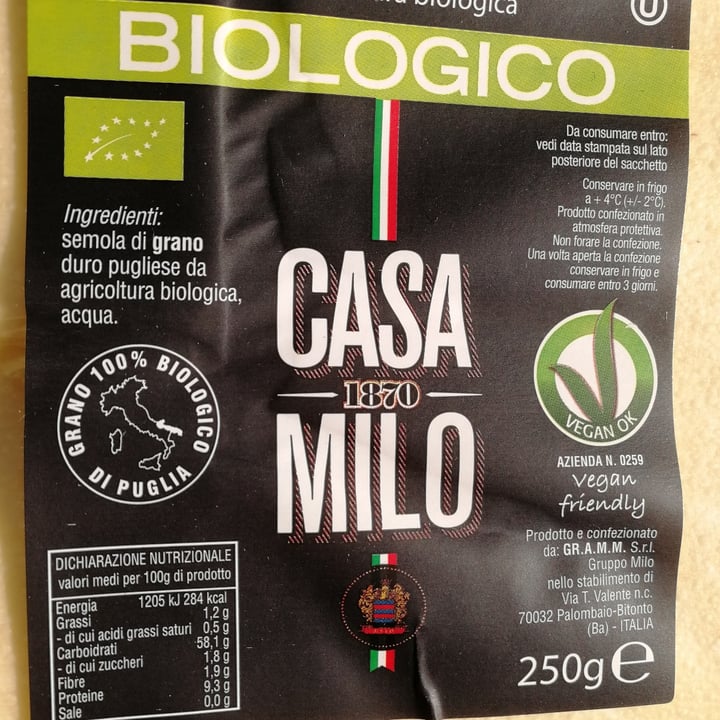 biologica
U
BIOLOGICO
Da consumare entro:
vedi data stampata sul lato
posteriore del sacchetto
Conservare in frigo
a + 4°C (+/- 2°C).
Prodotto confezionato in
atmosfera protettiva.
Non forare la confezione.
Una volta aperta la confezione
conservare in frigo e
consumare entro 3 giorni.
Ingredienti:
semola di grano
duro pugliese da
agricoltura biologica,
acqua.
CASA
1870
MILO
GRANO 100% BIOLOGICO
DI PUGLIA
VEGAN OK
AZIENDA N. 0259
vegan
friendly
Prodotto e confezionato
da: GR.A.M.M. S.r.l.
Gruppo Milo
nello stabilimento di
Via T. Valente n.c.
70032 Palombaio-Bitonto
(Ba) - ITALIA
250g e
DICHIARAZIONE NUTRIZIONALE
valori medi per 100g di prodotto
Energia 1205 kJ 284 kcal
Grassi 1,2 g
- di cui acidi grassi saturi 0,5 g
Carboidrati 58,1 g
- di cui zuccheri 1,8 g
Fibre 1,9 g
Proteine 9,3 g
Sale 0,0 g